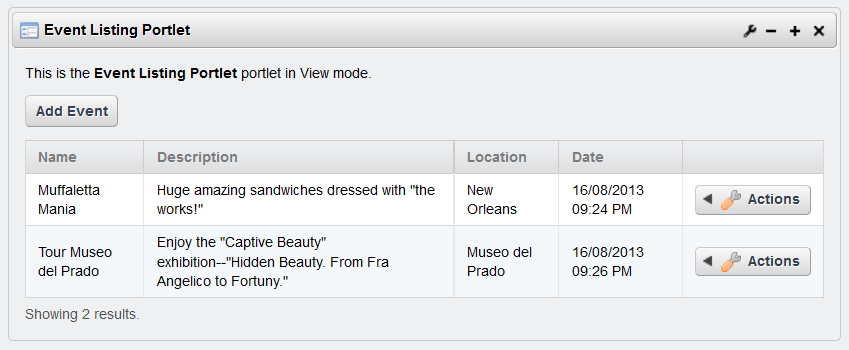 Event Listing Portlet
This is the Event Listing Portlet portlet in View mode.
Add Event
Name Description Location Date
Muffaletta Mania
Huge amazing sandwiches dressed with "the works!"
New Orleans
16/08/2013 09:24 PM
Actions
Tour Museo del Prado
Enjoy the "Captive Beauty" exhibition--"Hidden Beauty. From Fra Angelico to Fortuny."
Museo del Prado
16/08/2013 09:26 PM
Actions
Showing 2 results.